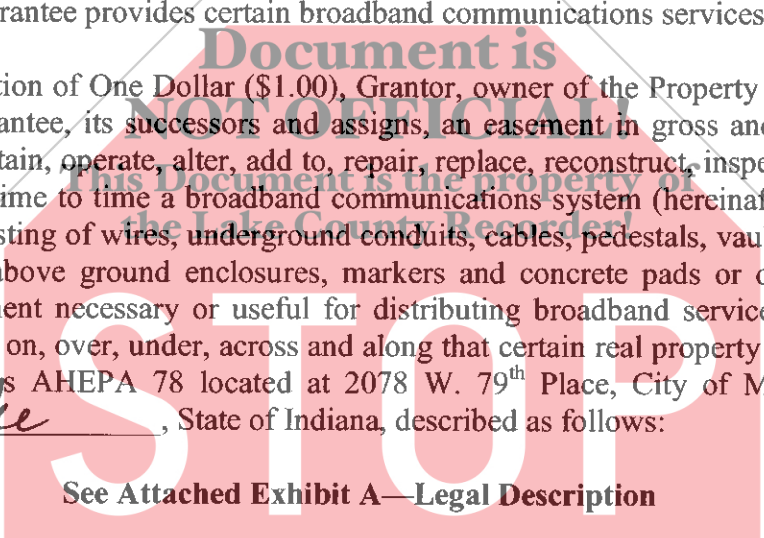 rantee provides certain broadband communications services
Document is
tion of One Dollar ($1.00), Grantor, owner of the Property
NOT OFFICIAL!
antee, its successors and assigns, an easement in gross and
tain, operate, alter, add to, repair, replace, reconstruct, inspe
This Document is the property of
ime to time a broadband communications system (hereinaf
the Lake County Recorder!
sting of wires, underground conduits, cables, pedestals, vaul
above ground enclosures, markers and concrete pads or o
ent necessary or useful for distributing broadband service
on, over, under, across and along that certain real property
s AHEPA 78 located at 2078 W. 79th Place, City of M
, State of Indiana, described as follows:
See Attached Exhibit A—Legal Description
STOP